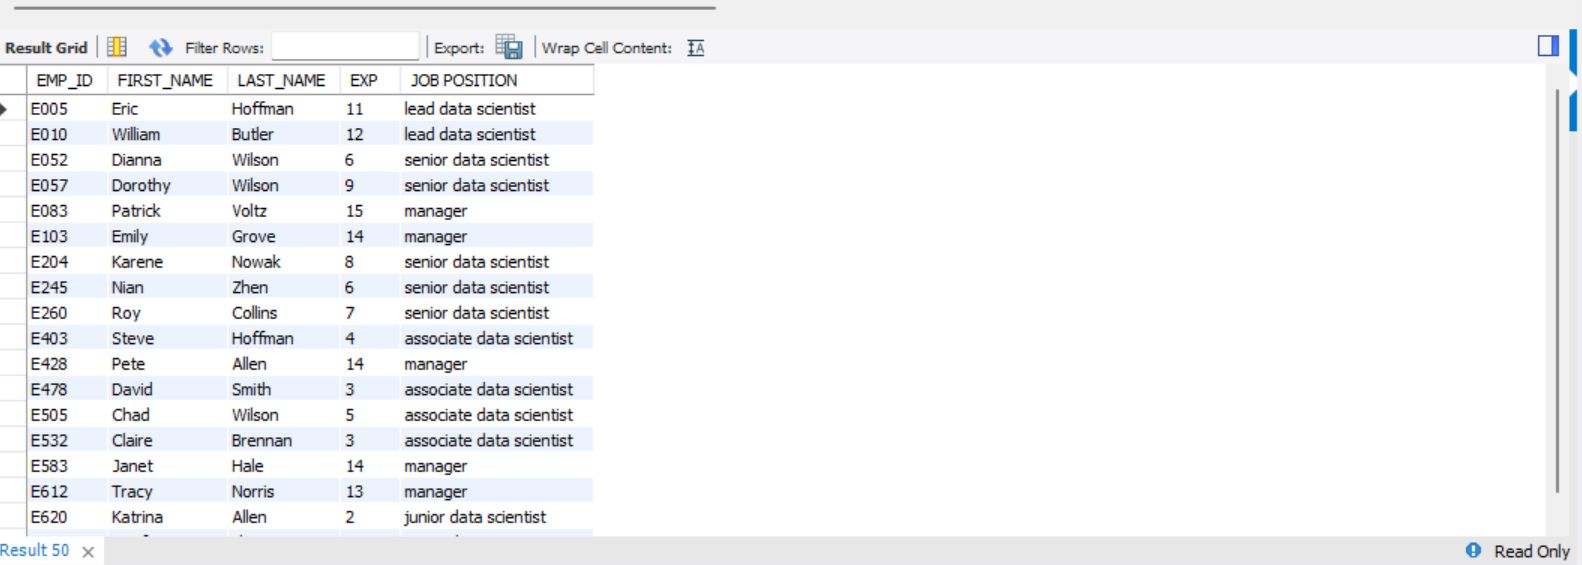 Result Grid Filter Rows: Export: Wrap Cell Content: IA
EMP_ID FIRST_NAME LAST_NAME EXP JOB POSITION
E005 Eric Hoffman 11 lead data scientist
E010 William Butler 12 lead data scientist
E052 Dianna Wilson 6 senior data scientist
E057 Dorothy Wilson 9 senior data scientist
E083 Patrick Voltz 15 manager
E103 Emily Grove 14 manager
E204 Karene Nowak 8 senior data scientist
E245 Nian Zhen 6 senior data scientist
E260 Roy Collins 7 senior data scientist
E403 Steve Hoffman 4 associate data scientist
E428 Pete Allen 14 manager
E478 David Smith 3 associate data scientist
E505 Chad Wilson 5 associate data scientist
E532 Claire Brennan 3 associate data scientist
E583 Janet Hale 14 manager
E612 Tracy Norris 13 manager
E620 Katrina Allen 2 junior data scientist
Result 50 Read Only